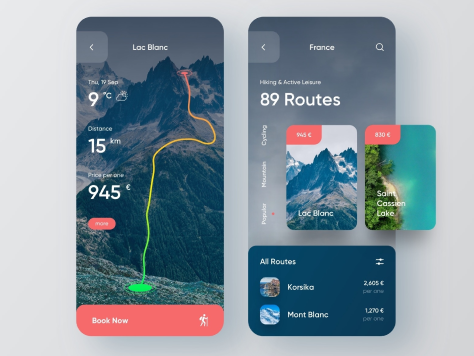 Lac Blanc
Thu, 19 Sep
9 °C
Distance
15 km
Price per one
945 €
more
Book Now
France
Hiking & Active Leisure
89 Routes
Cycling
Mountain
Popular
945 €
Lac Blanc
830 €
Saint
Cassien
Lake
All Routes
Korsika
2,605 €
per one
Mont Blanc
1,270 €
per one